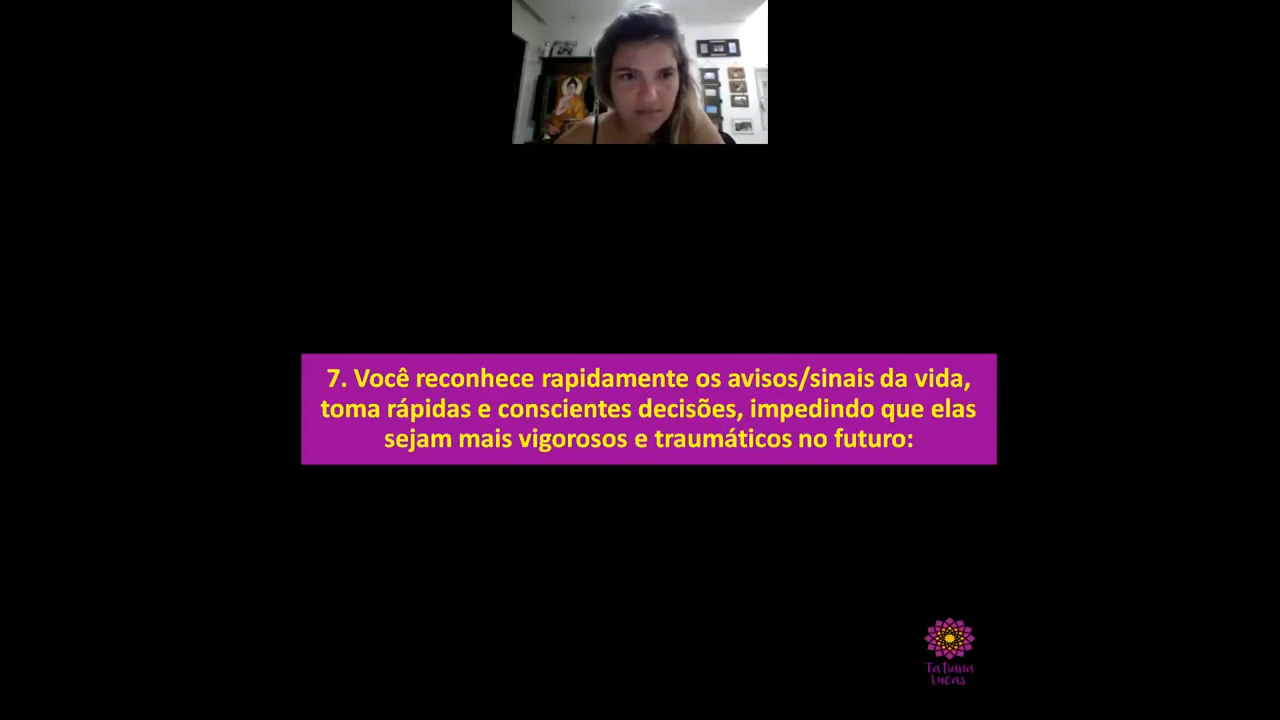 7. Você reconhece rapidamente os avisos/sinais da vida,
toma rápidas e conscientes decisões, impedindo que elas
sejam mais vigorosos e traumáticos no futuro:
Tatiana
Lucas